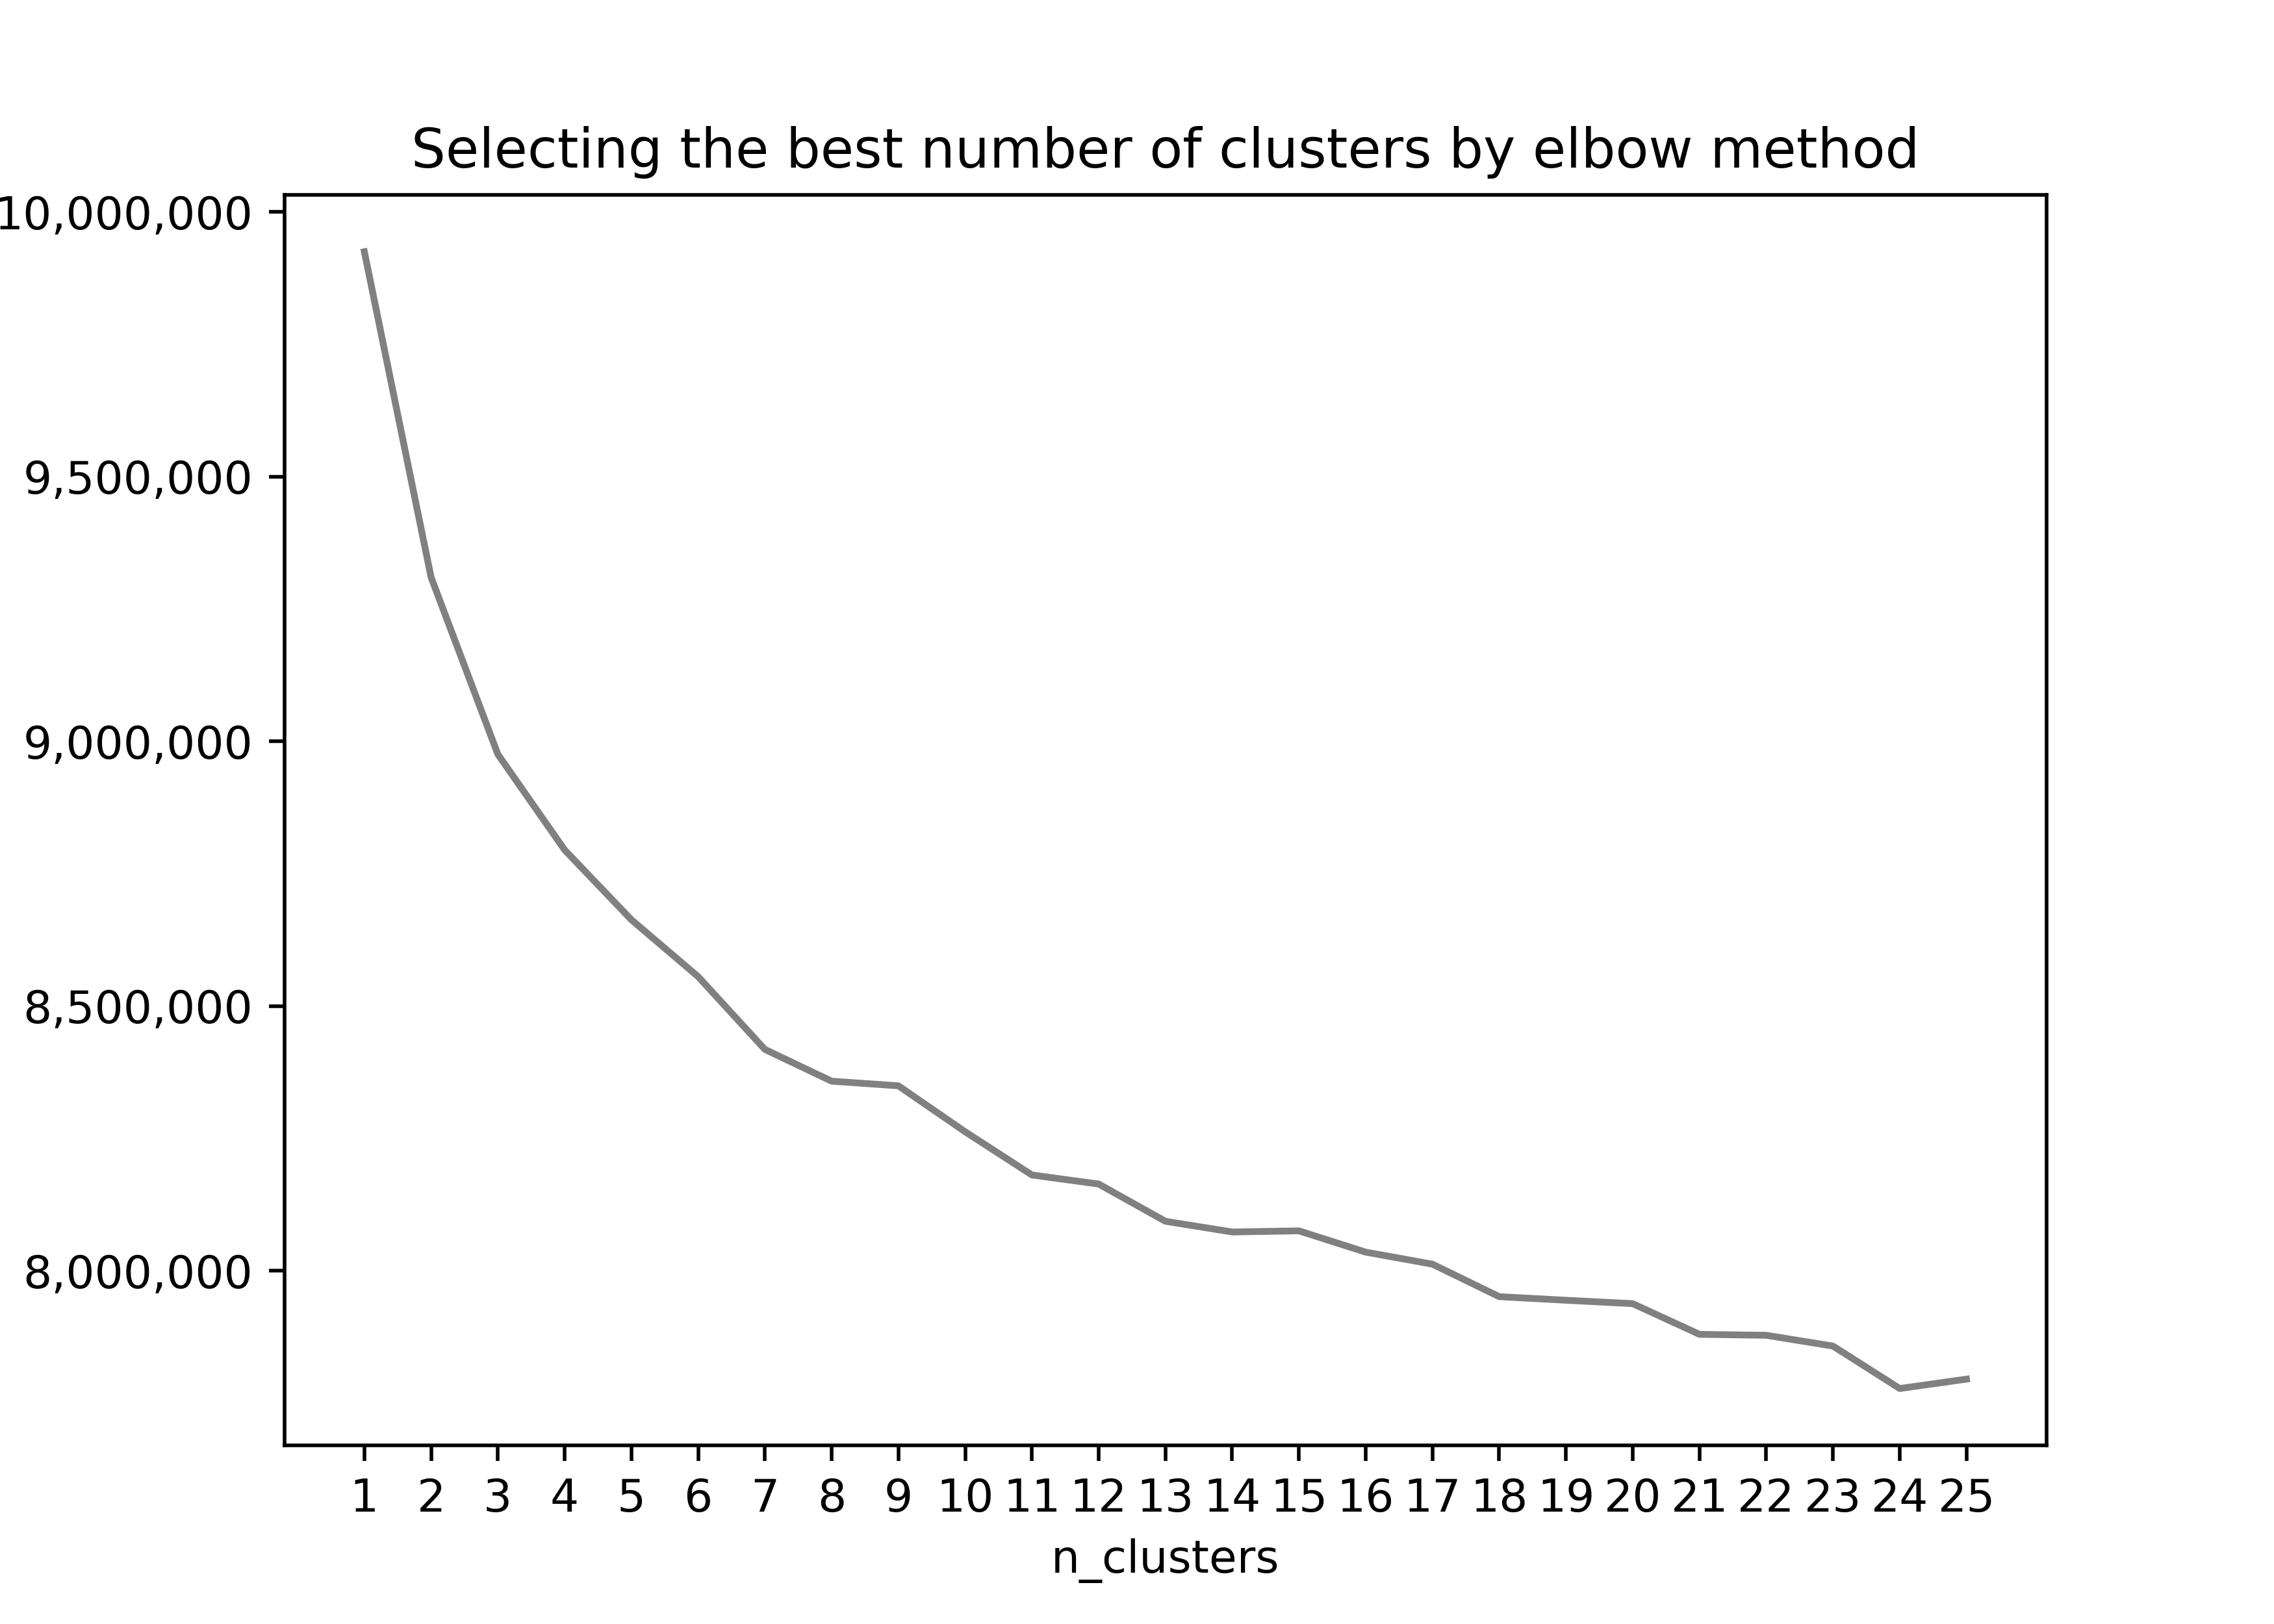 Selecting the best number of clusters by elbow method
10,000,000
9,500,000
9,000,000
8,500,000
8,000,000
1 2 3 4 5 6 7 8 9 10 11 12 13 14 15 16 17 18 19 20 21 22 23 24 25
n_clusters